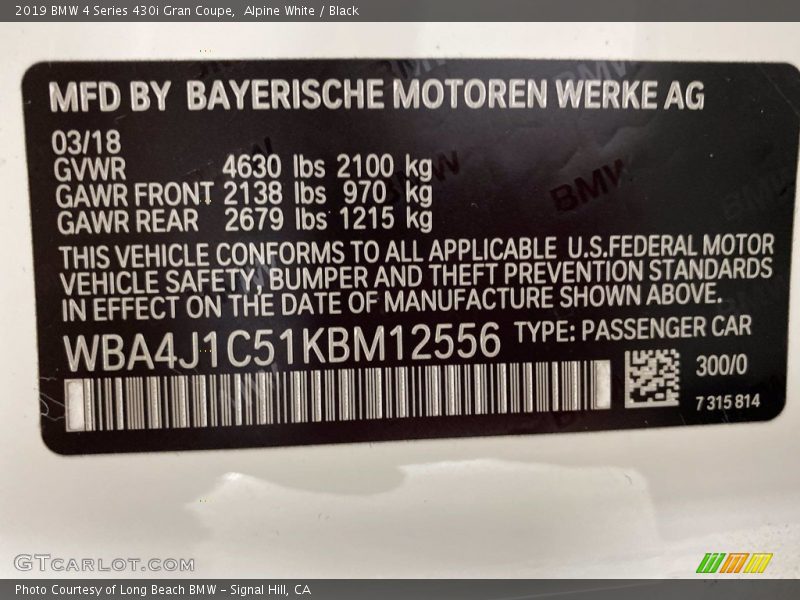 2019 BMW 4 Series 430i Gran Coupe,  Alpine White / Black
MFD BY BAYERISCHE MOTOREN WERKE AG
03/18
GVWR 4630 lbs 2100 kg
GAWR FRONT 2138 lbs 970 kg
GAWR REAR 2679 lbs 1215 kg
THIS VEHICLE CONFORMS TO ALL APPLICABLE U.S.FEDERAL MOTOR
VEHICLE SAFETY, BUMPER AND THEFT PREVENTION STANDARDS
IN EFFECT ON THE DATE OF MANUFACTURE SHOWN ABOVE.
WBA4J1C51KBM12556 TYPE: PASSENGER CAR
300/0
7 315 814
GTCARLOT.COM
Photo Courtesy of Long Beach BMW - Signal Hill, CA